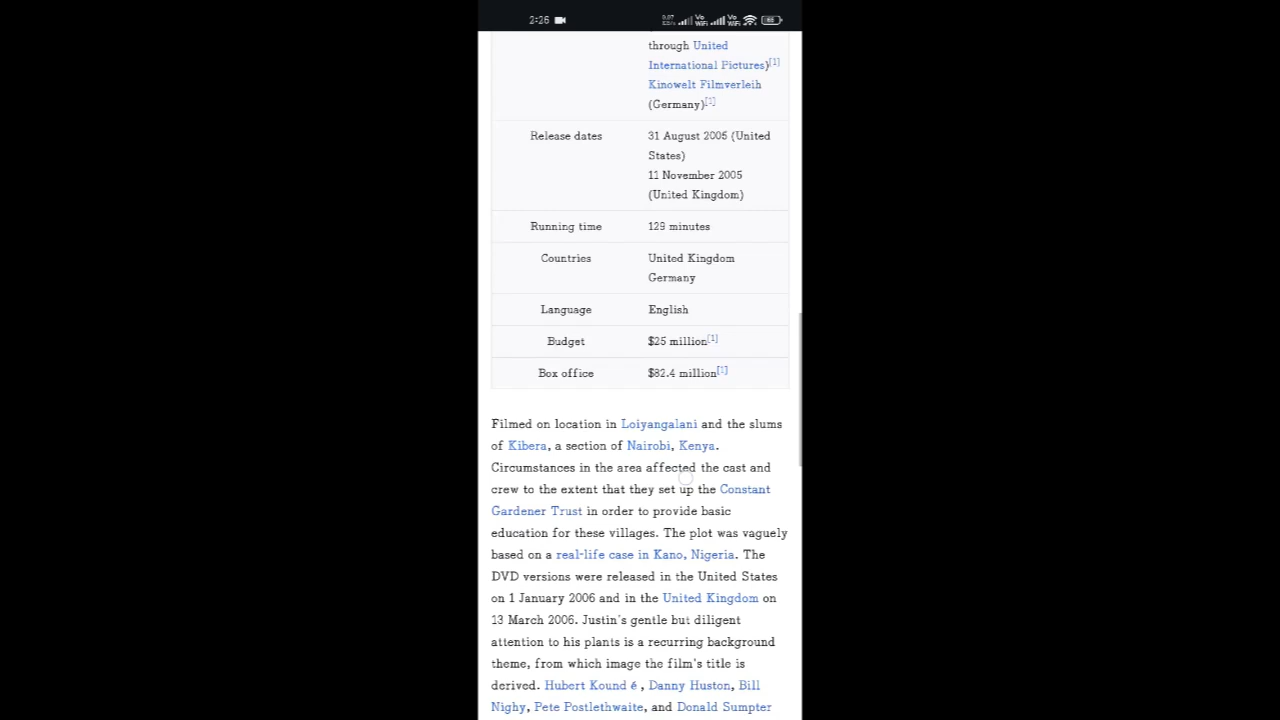 2:26
through United
International Pictures)[1]
Kinowelt Filmverleih
(Germany)[1]
Release dates
31 August 2005 (United
States)
11 November 2005
(United Kingdom)
Running time
129 minutes
Countries
United Kingdom
Germany
Language
English
Budget
$25 million[1]
Box office
$82.4 million[1]
Filmed on location in Loiyangalani and the slums
of Kibera, a section of Nairobi, Kenya.
Circumstances in the area affected the cast and
crew to the extent that they set up the Constant
Gardener Trust in order to provide basic
education for these villages. The plot was vaguely
based on a real-life case in Kano, Nigeria. The
DVD versions were released in the United States
on 1 January 2006 and in the United Kingdom on
13 March 2006. Justin's gentle but diligent
attention to his plants is a recurring background
theme, from which image the film's title is
derived. Hubert Koundé, Danny Huston, Bill
Nighy, Pete Postlethwaite, and Donald Sumpter